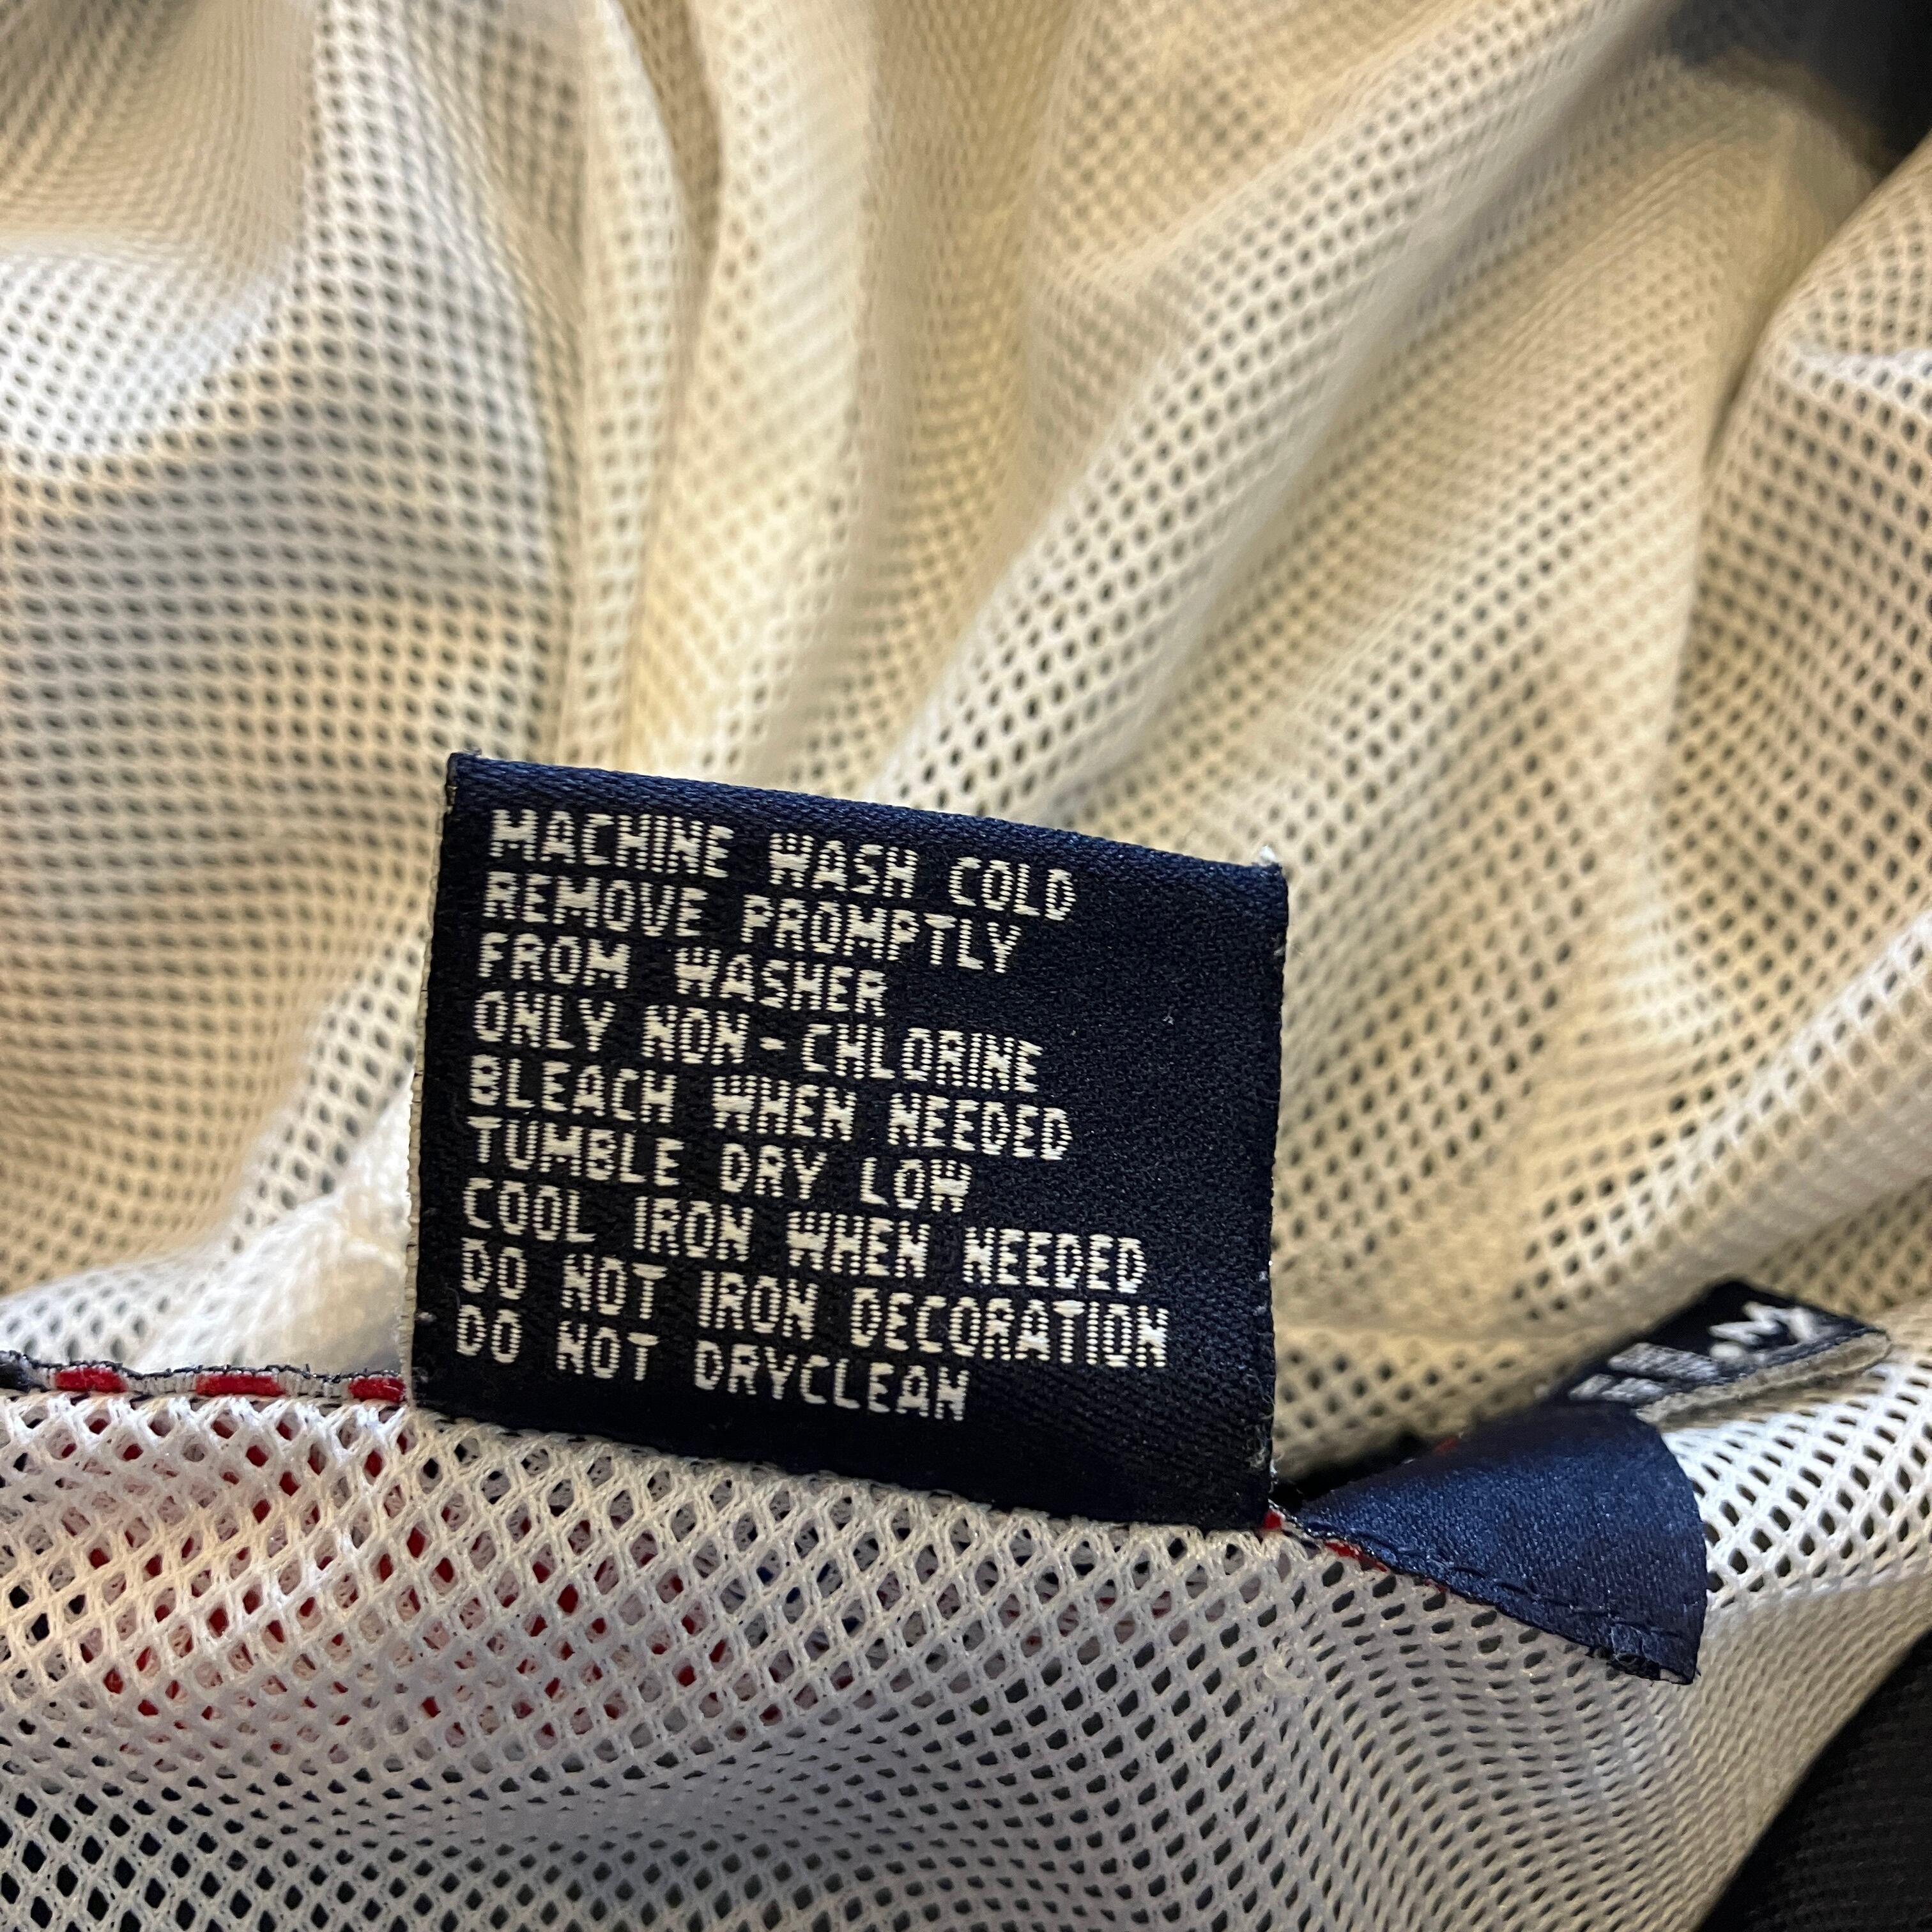 MACHINE WASH COLD
REMOVE PROMPTLY
FROM WASHER
ONLY NON-CHLORINE
BLEACH WHEN NEEDED
TUMBLE DRY LOW
COOL IRON WHEN NEEDED
DO NOT IRON DECORATION
DO NOT DRYCLEAN